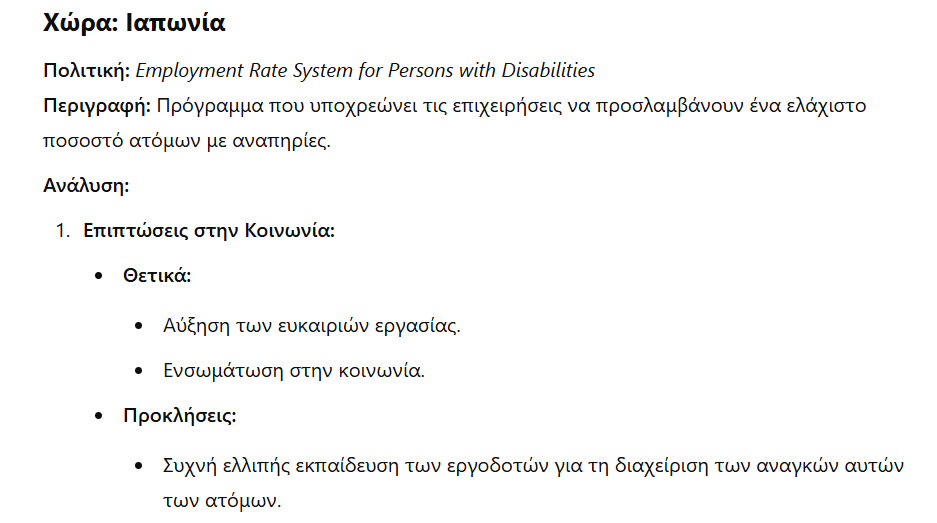 Χώρα: Ιαπωνία
Πολιτική: Employment Rate System for Persons with Disabilities
Περιγραφή: Πρόγραμμα που υποχρεώνει τις επιχειρήσεις να προσλαμβάνουν ένα ελάχιστο
ποσοστό ατόμων με αναπηρίες.
Ανάλυση:
1. Επιπτώσεις στην Κοινωνία:
• Θετικά:
• Αύξηση των ευκαιριών εργασίας.
• Ενσωμάτωση στην κοινωνία.
• Προκλήσεις:
• Συχνή ελλιπής εκπαίδευση των εργοδοτών για τη διαχείριση των αναγκών αυτών
των ατόμων.